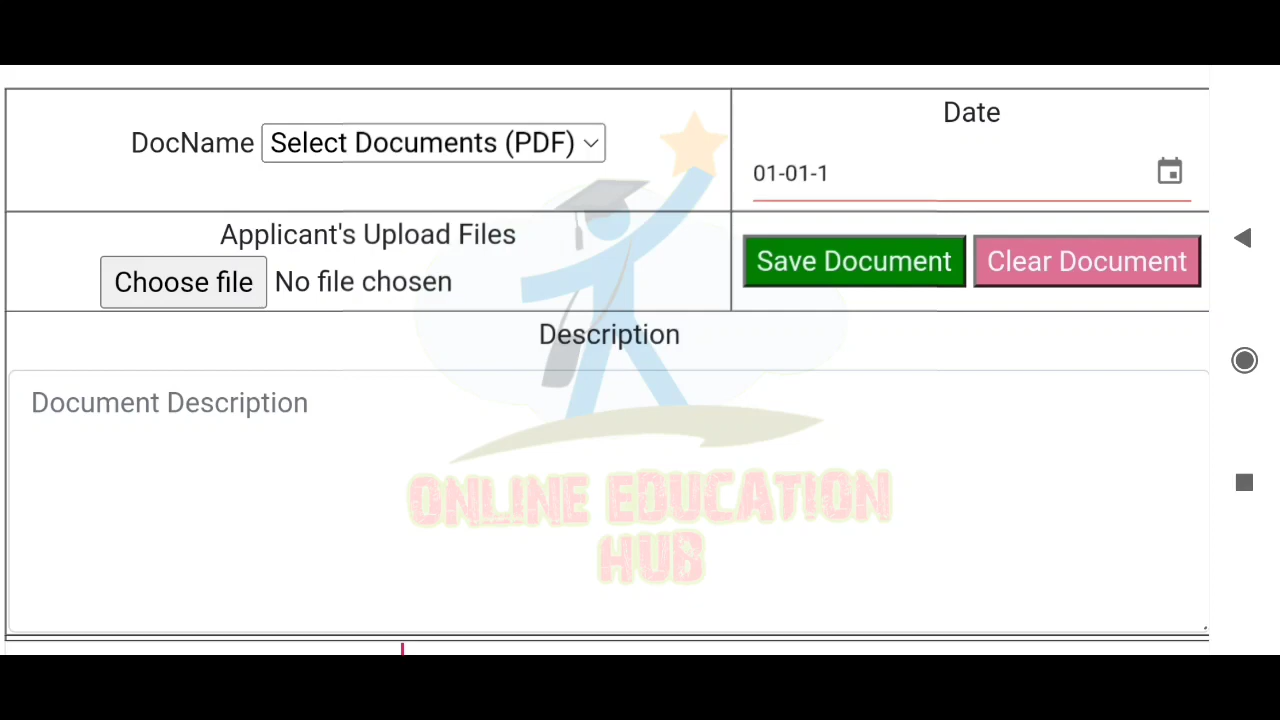 DocName Select Documents (PDF)
Date
01-01-1
Applicant's Upload Files
Choose file No file chosen
Save Document Clear Document
Description
Document Description
ONLINE EDUCATION
HUB